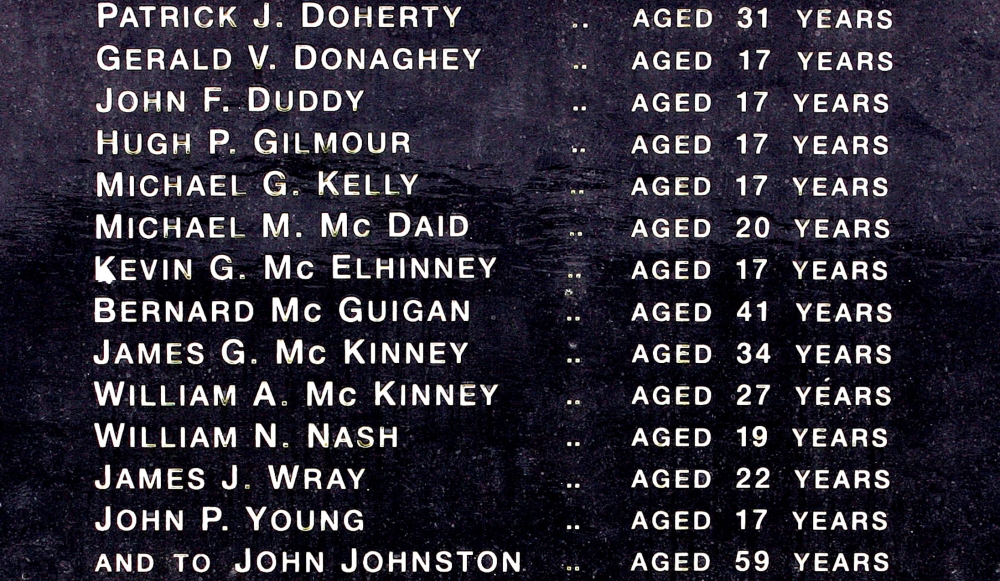 PATRICK J. DOHERTY .. AGED 31 YEARS
GERALD V. DONAGHEY .. AGED 17 YEARS
JOHN F. DUDDY .. AGED 17 YEARS
HUGH P. GILMOUR .. AGED 17 YEARS
MICHAEL G. KELLY .. AGED 17 YEARS
MICHAEL M. Mc DAID .. AGED 20 YEARS
KEVIN G. Mc ELHINNEY .. AGED 17 YEARS
BERNARD Mc GUIGAN .. AGED 41 YEARS
JAMES G. Mc KINNEY .. AGED 34 YEARS
WILLIAM A. Mc KINNEY .. AGED 27 YEARS
WILLIAM N. NASH .. AGED 19 YEARS
JAMES J. WRAY .. AGED 22 YEARS
JOHN P. YOUNG .. AGED 17 YEARS
AND TO JOHN JOHNSTON .. AGED 59 YEARS